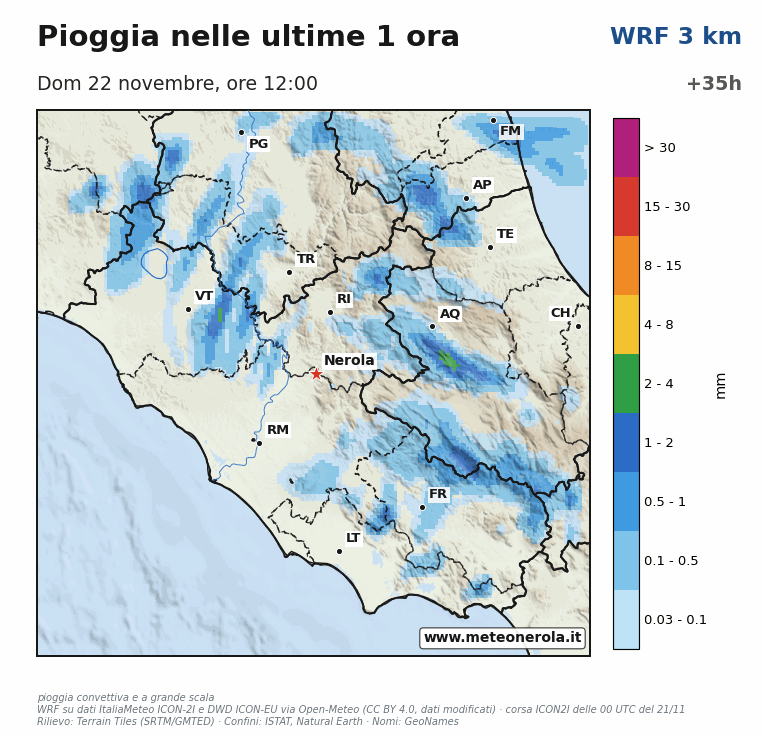 Pioggia nelle ultime 1 ora
WRF 3 km
Dom 22 novembre, ore 12:00
+35h
PG
FM
AP
TE
TR
VT
RI
AQ
CH
Nerola
RM
FR
LT
www.meteonerola.it
> 30
15 - 30
8 - 15
4 - 8
2 - 4
1 - 2
0.5 - 1
0.1 - 0.5
0.03 - 0.1
mm
pioggia convettiva e a grande scala
WRF su dati ItaliaMeteo ICON-2I e DWD ICON-EU via Open-Meteo (CC BY 4.0, dati modificati) · corsa ICON2I delle 00 UTC del 21/11
Rilievo: Terrain Tiles (SRTM/GMTED) · Confini: ISTAT, Natural Earth · Nomi: GeoNames